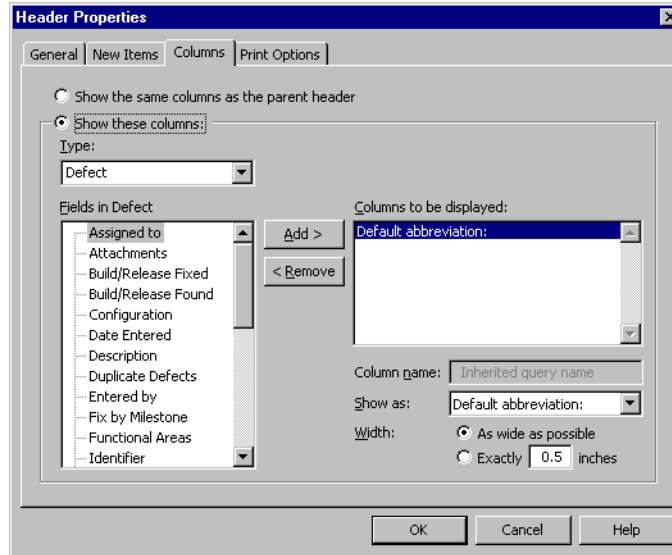 Header Properties
General New Items Columns Print Options
Show the same columns as the parent header
Show these columns:
Type:
Defect
Fields in Defect
Assigned to
Attachments
Build/Release Fixed
Build/Release Found
Configuration
Date Entered
Description
Duplicate Defects
Entered by
Fix by Milestone
Functional Areas
Identifier
Add >
< Remove
Columns to be displayed:
Default abbreviation:
Column name: Inherited query name
Show as: Default abbreviation:
Width: As wide as possible
Exactly 0.5 inches
OK Cancel Help